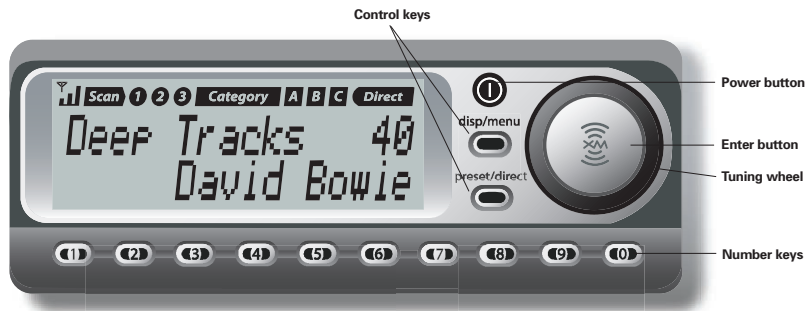 Control keys
Scan 1 2 3 Category A B C Direct
Deep Tracks 40
David Bowie
disp/menu
preset/direct
XM
Power button
Enter button
Tuning wheel
Number keys
1 2 3 4 5 6 7 8 9 0